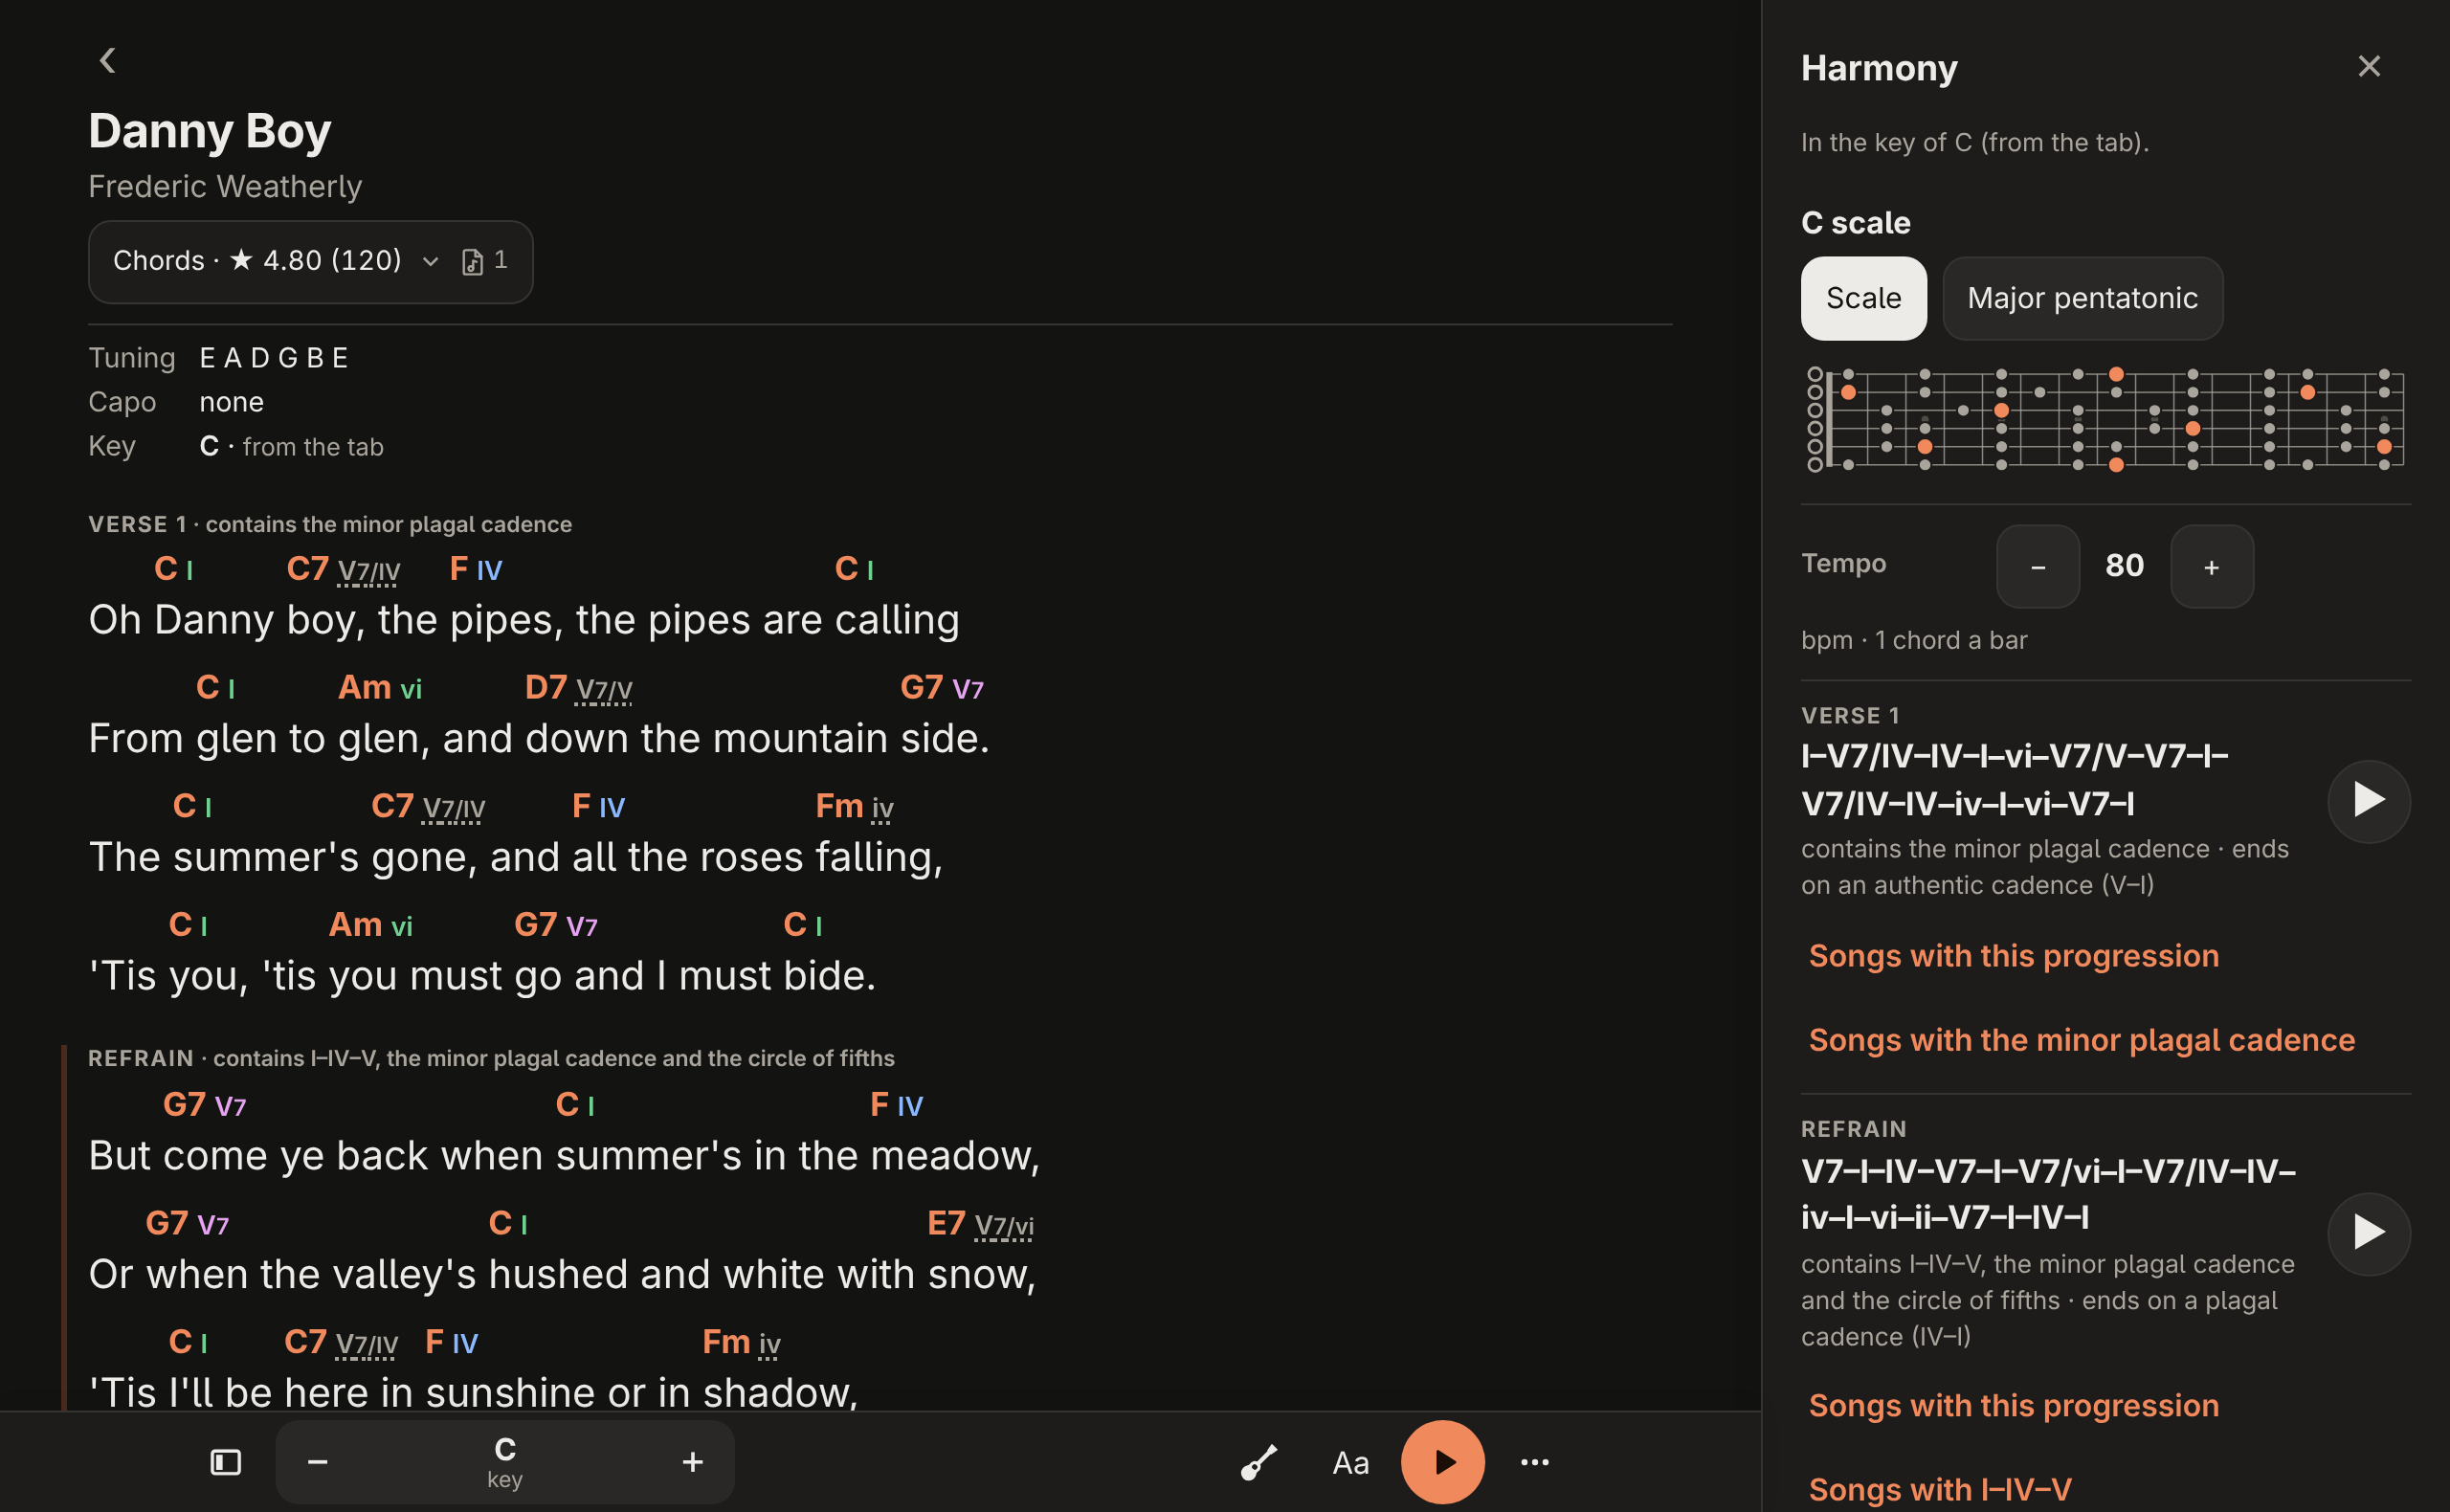 Danny Boy
Frederic Weatherly
Chords · ★ 4.80 (120) 1
Tuning E A D G B E
Capo none
Key C · from the tab
VERSE 1 · contains the minor plagal cadence
C I C7 V7/IV F IV C I
Oh Danny boy, the pipes, the pipes are calling
C I Am vi D7 V7/V G7 V7
From glen to glen, and down the mountain side.
C I C7 V7/IV F IV Fm iv
The summer's gone, and all the roses falling,
C I Am vi G7 V7 C I
'Tis you, 'tis you must go and I must bide.
REFRAIN · contains I–IV–V, the minor plagal cadence and the circle of fifths
G7 V7 C I F IV
But come ye back when summer's in the meadow,
G7 V7 C I E7 V7/vi
Or when the valley's hushed and white with snow,
C I C7 V7/IV F IV Fm iv
'Tis I'll be here in sunshine or in shadow,
− C +
key
Aa
Harmony
In the key of C (from the tab).
C scale
Scale Major pentatonic
Tempo − 80 +
bpm · 1 chord a bar
VERSE 1
I–V7/IV–IV–I–vi–V7/V–V7–I–
V7/IV–IV–iv–I–vi–V7–I
contains the minor plagal cadence · ends
on an authentic cadence (V–I)
Songs with this progression
Songs with the minor plagal cadence
REFRAIN
V7–I–IV–V7–I–V7/vi–I–V7/IV–IV–
iv–I–vi–ii–V7–I–IV–I
contains I–IV–V, the minor plagal cadence
and the circle of fifths · ends on a plagal
cadence (IV–I)
Songs with this progression
Songs with I–IV–V